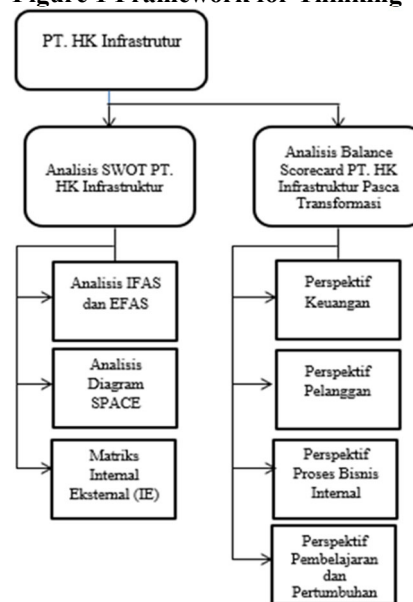 Figure 1 Framework for Thinking
PT. HK Infrastrutur
Analisis SWOT PT.
HK Infrastruktur
Analisis Balance
Scorecard PT. HK
Infrastruktur Pasca
Transformasi
Analisis IFAS
dan EFAS
Analisis
Diagram
SPACE
Matriks
Internal
Eksternal (IE)
Perspektif
Keuangan
Perspektif
Pelanggan
Perspektif
Proses Bisnis
Internal
Perspektif
Pembelajaran
dan
Pertumbuhan